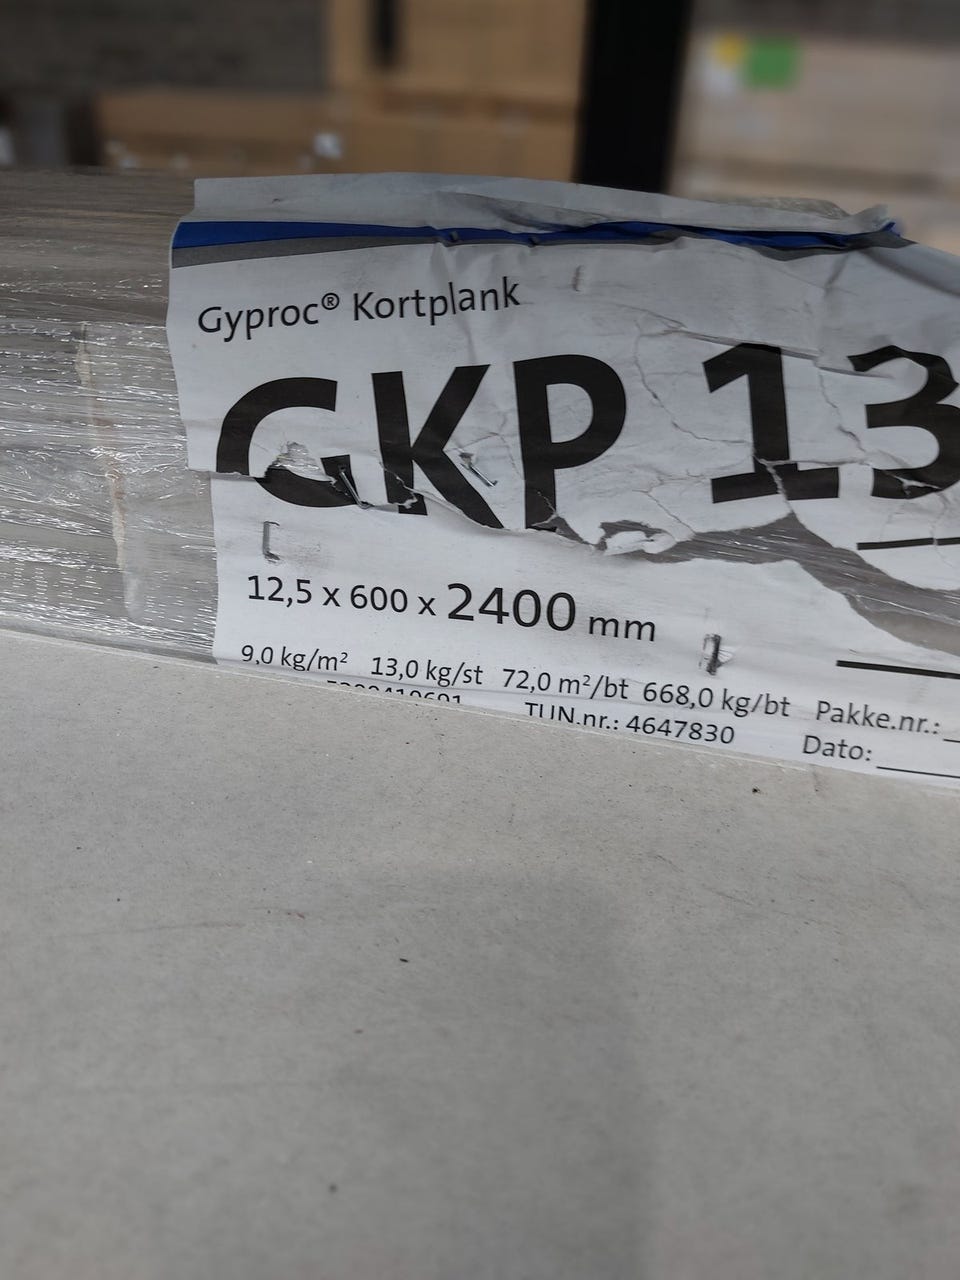 Gyproc® Kortplank
GKP 13
12,5 x 600 x 2400 mm
9,0 kg/m² 13,0 kg/st 72,0 m²/bt 668,0 kg/bt Pakke.nr.:
TUN.nr.: 4647830 Dato: